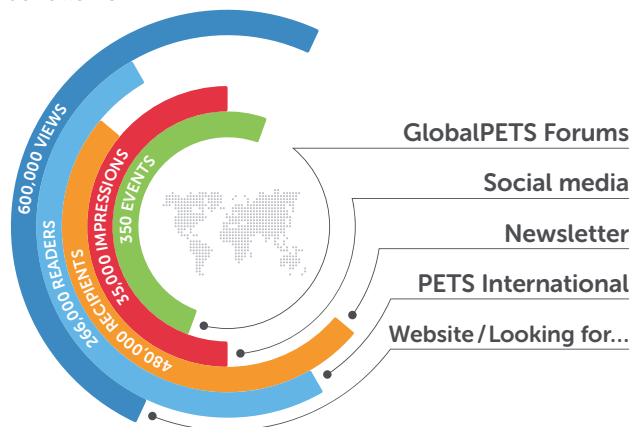 600,000 VIEWS
266,000 READERS
480,000 RECIPIENTS
35,000 IMPRESSIONS
350 EVENTS
GlobalPETS Forums
Social media
Newsletter
PETS International
Website/Looking for...